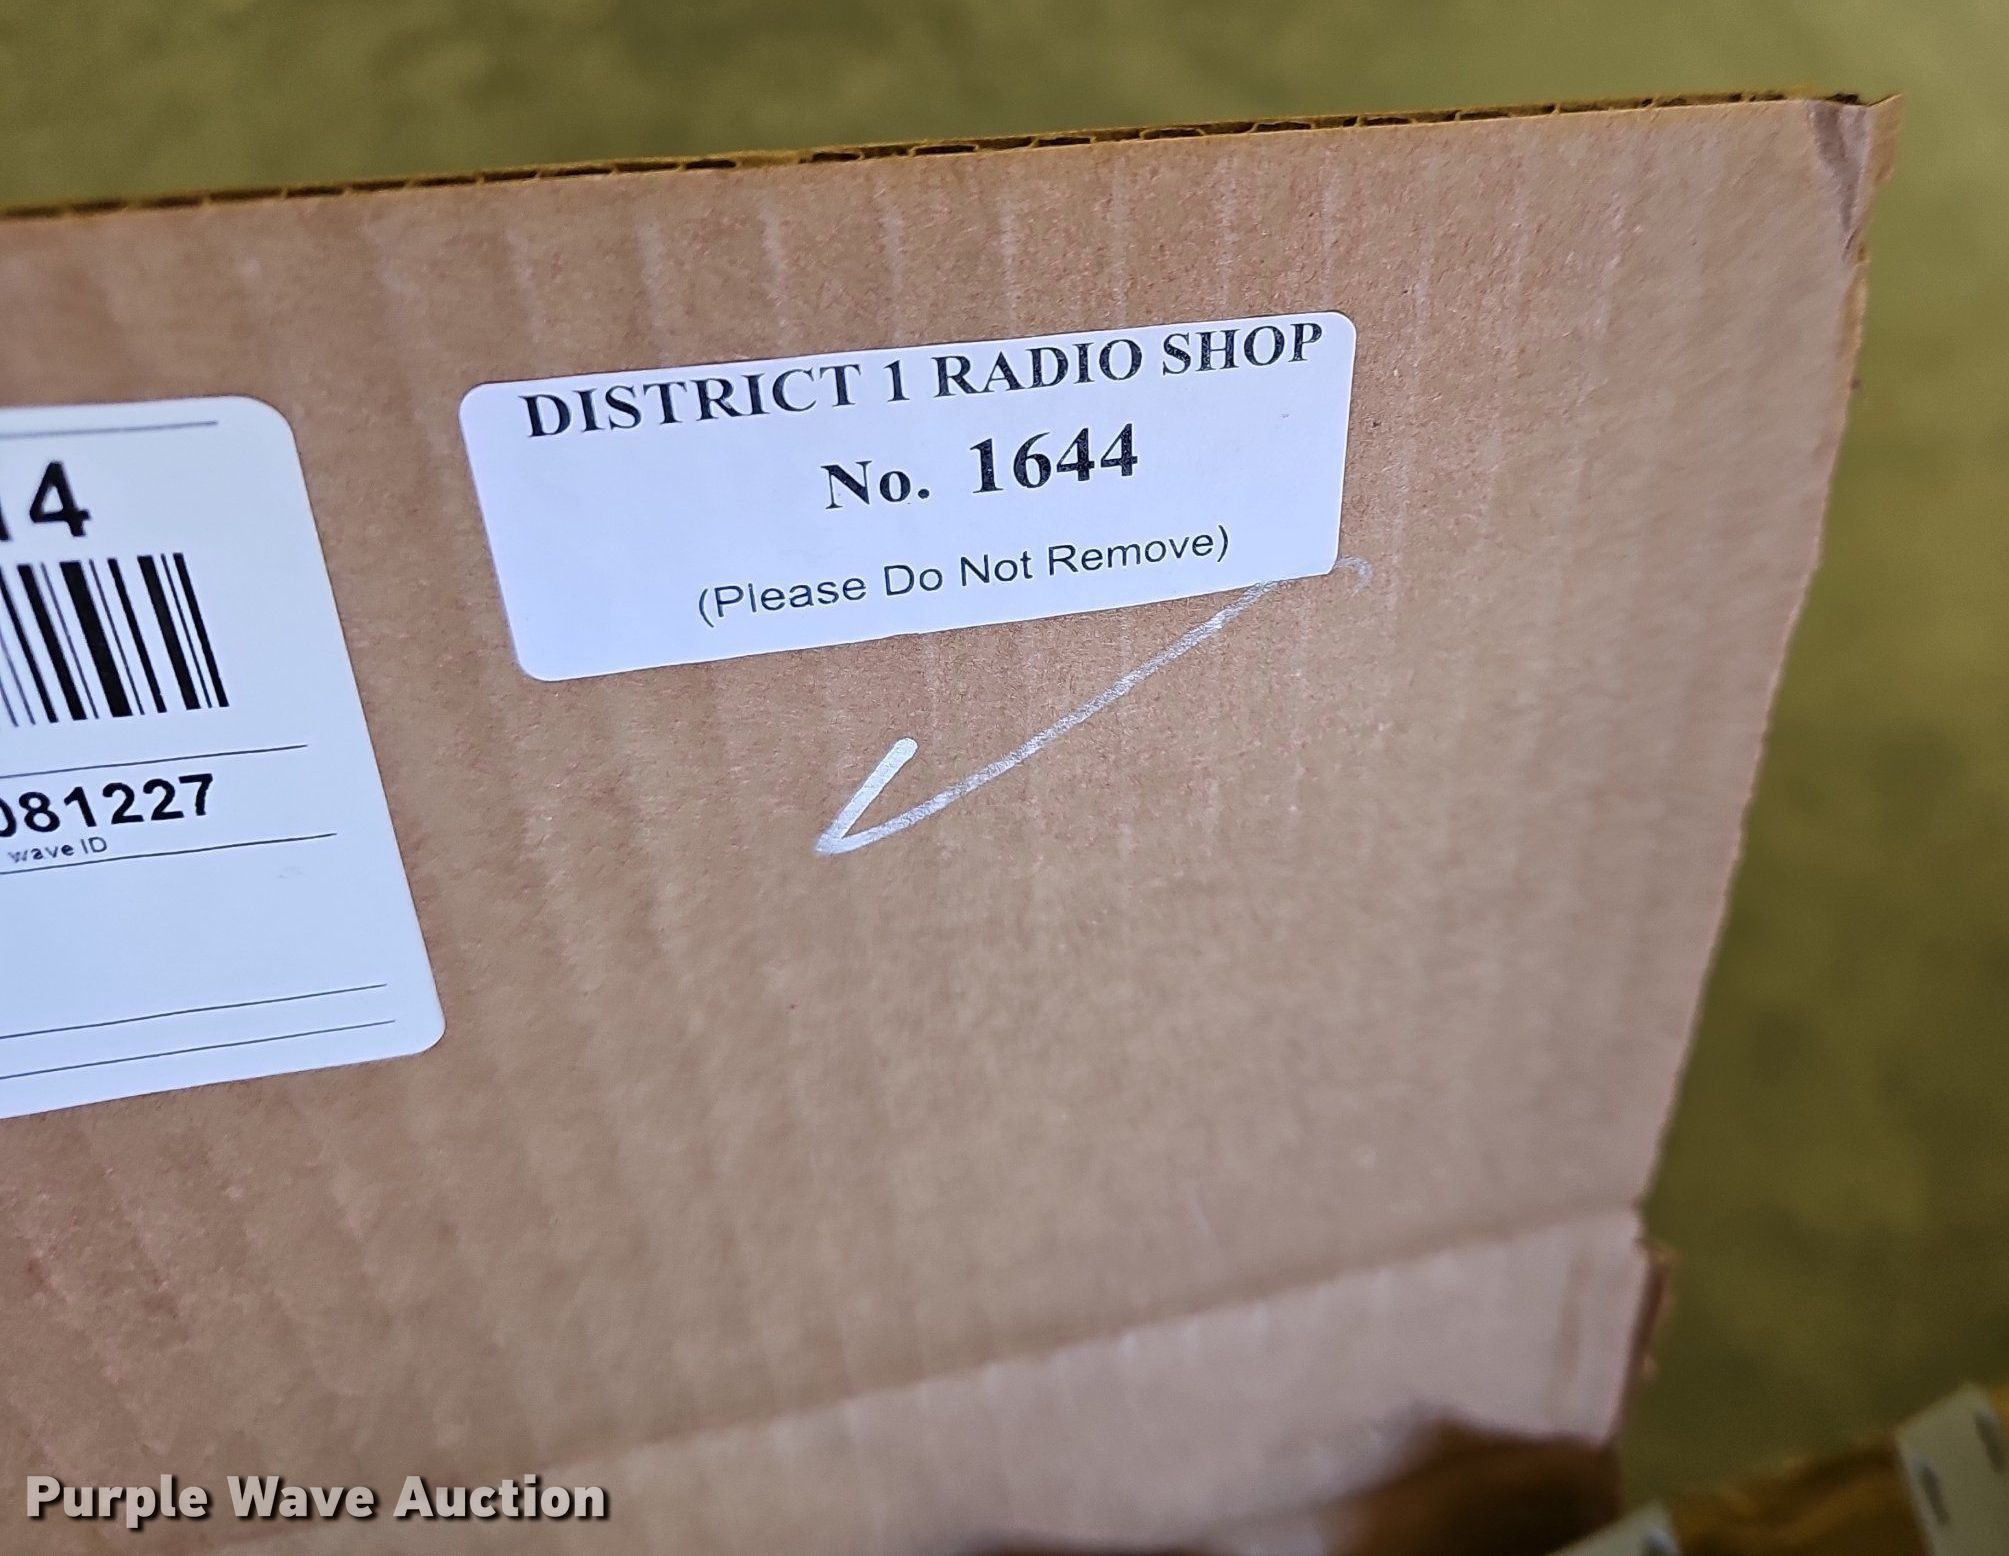 DISTRICT 1 RADIO SHOP
No. 1644
(Please Do Not Remove)
14
081227
wave ID
Purple Wave Auction